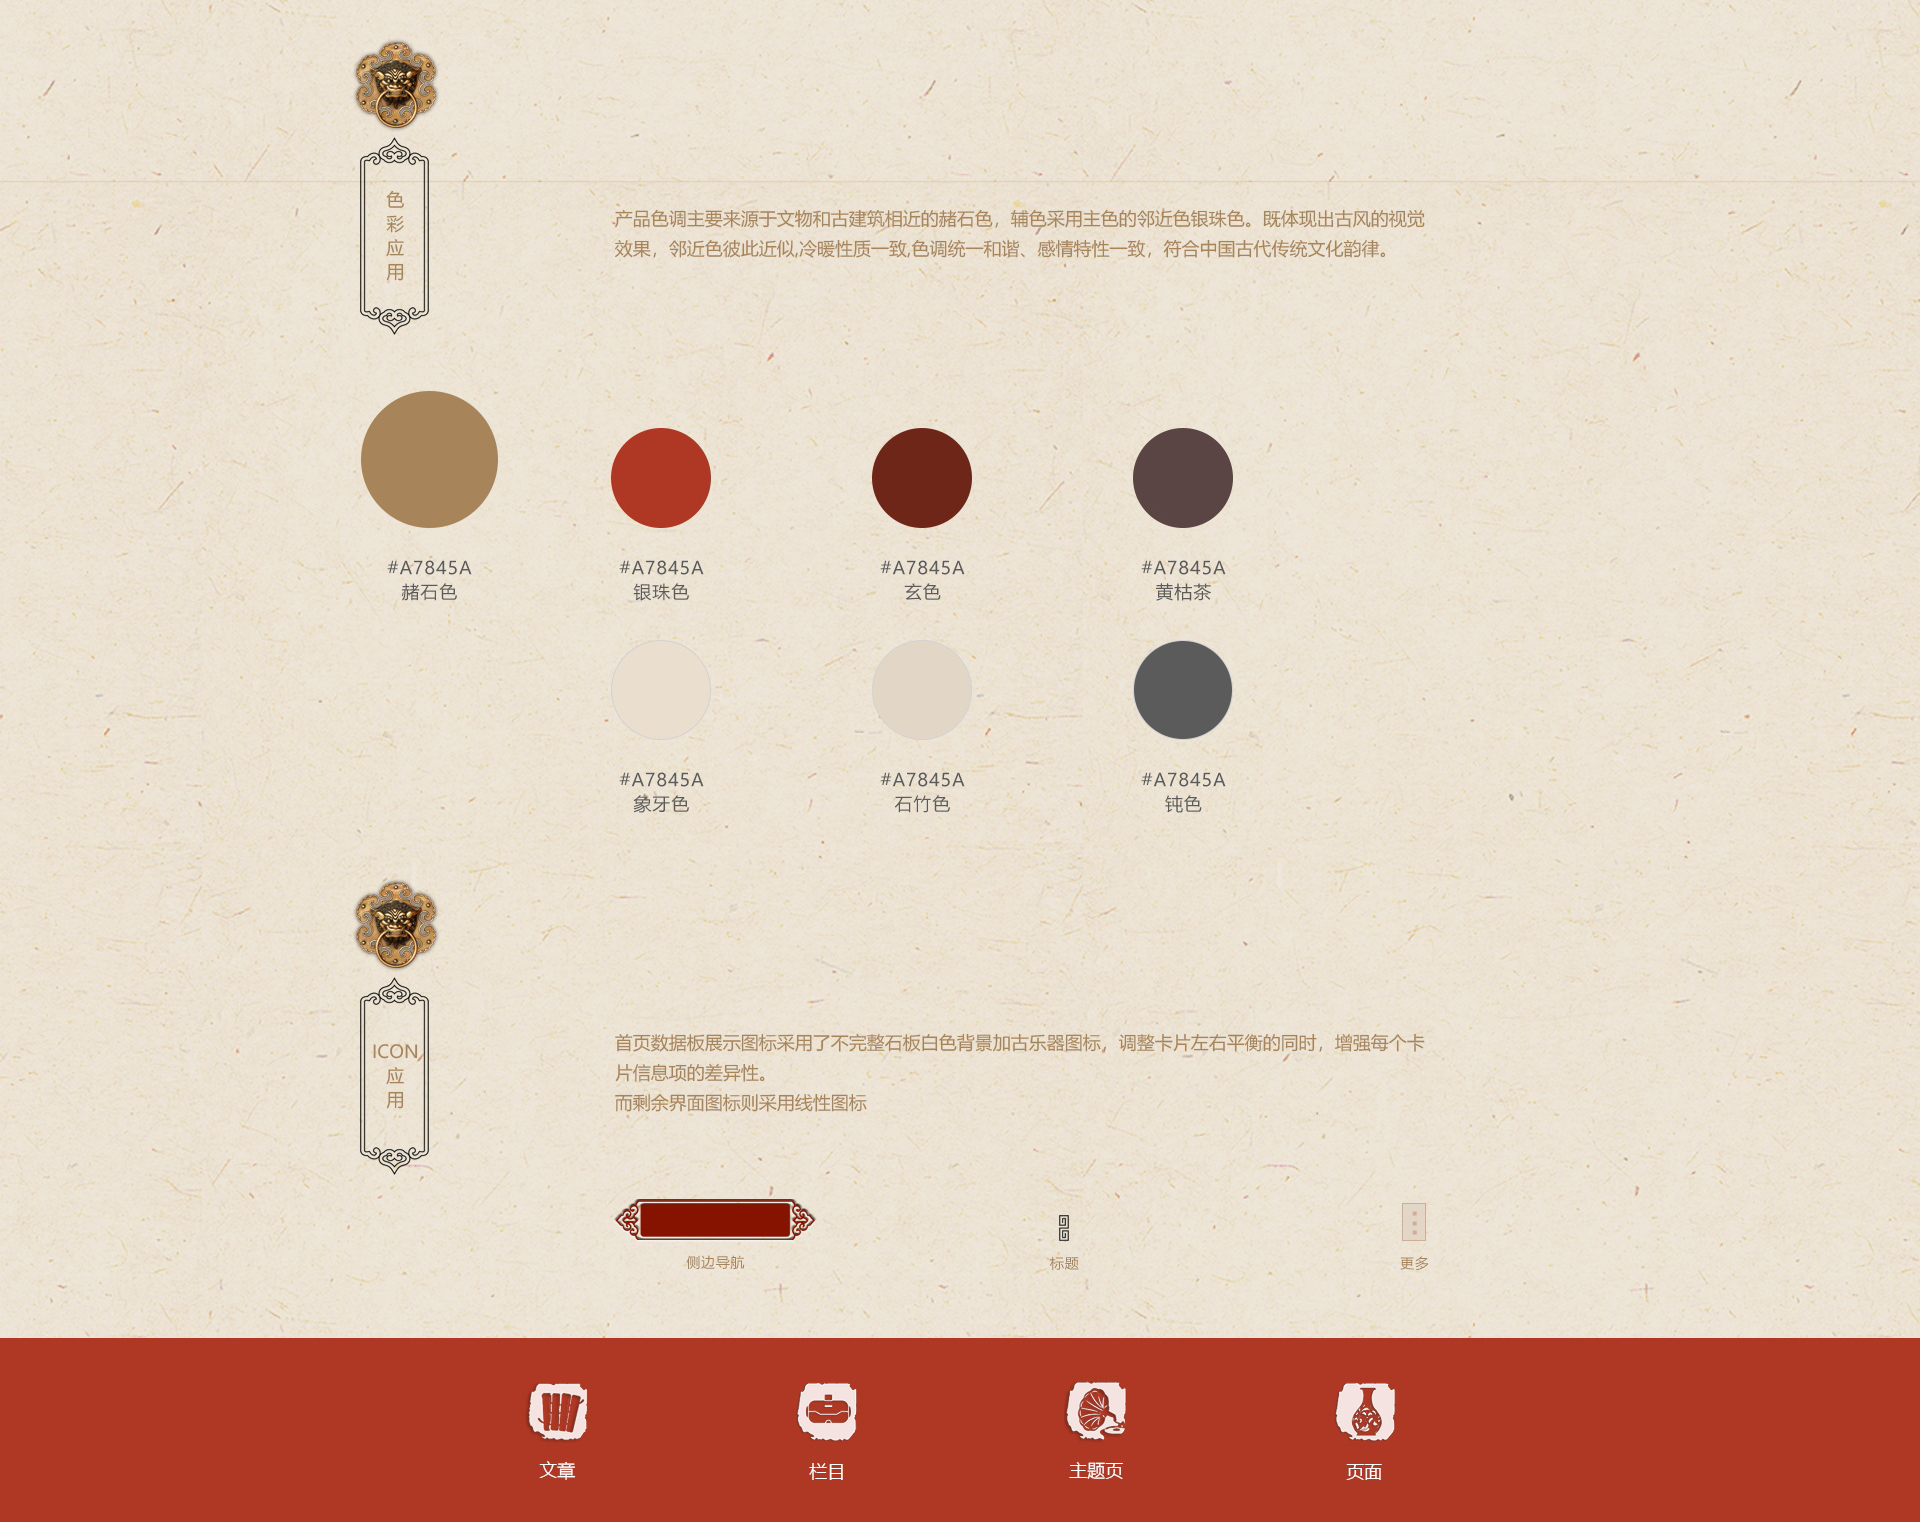 色彩应用
产品色调主要来源于文物和古建筑相近的赭石色，辅色采用主色的邻近色银珠色。既体现出古风的视觉
效果，邻近色彼此近似,冷暖性质一致,色调统一和谐、感情特性一致，符合中国古代传统文化韵律。
#A7845A
赭石色
#A7845A
银珠色
#A7845A
玄色
#A7845A
黄枯茶
#A7845A
象牙色
#A7845A
石竹色
#A7845A
钝色
ICON
应用
首页数据板展示图标采用了不完整石板白色背景加古乐器图标，调整卡片左右平衡的同时，增强每个卡
片信息项的差异性。
而剩余界面图标则采用线性图标
侧边导航
标题
更多
文章
栏目
主题页
页面